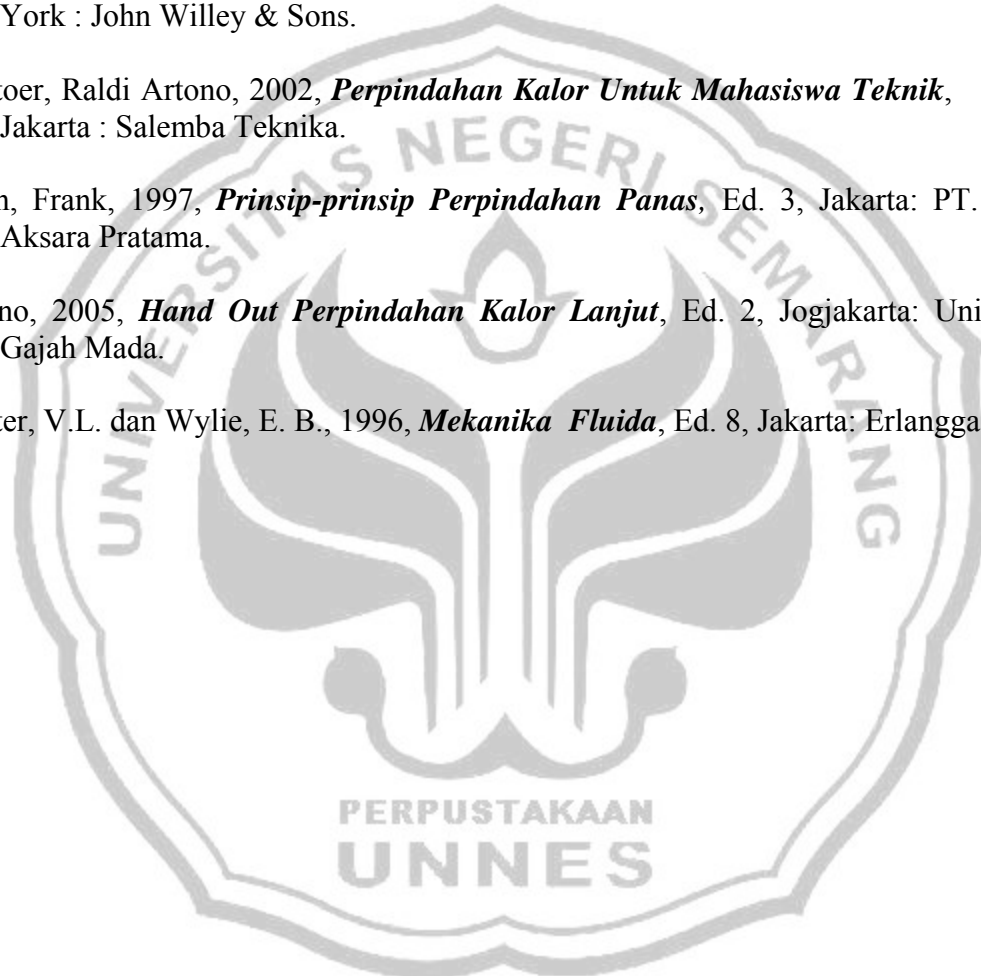 York : John Willey & Sons.
toer, Raldi Artono, 2002, Perpindahan Kalor Untuk Mahasiswa Teknik,
Jakarta : Salemba Teknika.
n, Frank, 1997, Prinsip-prinsip Perpindahan Panas, Ed. 3, Jakarta: PT.
Aksara Pratama.
no, 2005, Hand Out Perpindahan Kalor Lanjut, Ed. 2, Jogjakarta: Uni
Gajah Mada.
ter, V.L. dan Wylie, E. B., 1996, Mekanika Fluida, Ed. 8, Jakarta: Erlangga
UNIVERSITAS NEGERI SEMARANG
PERPUSTAKAAN
UNNES